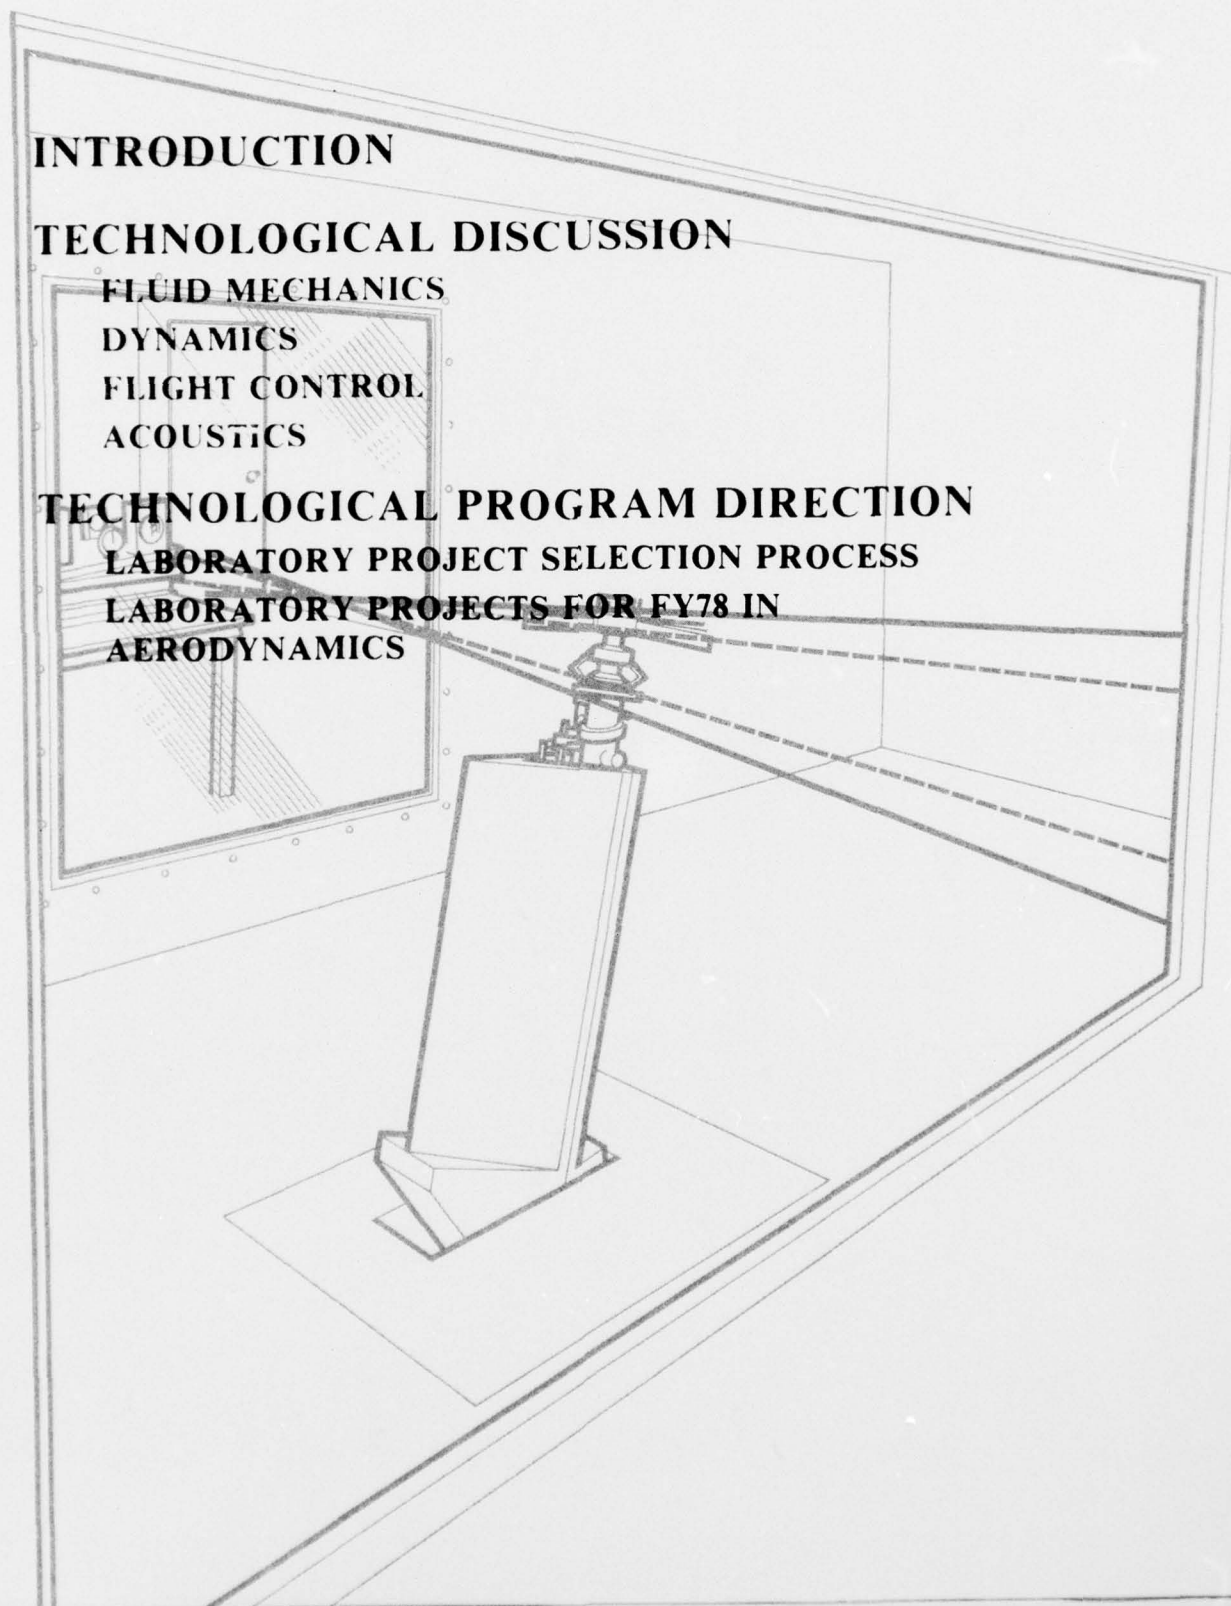 INTRODUCTION
TECHNOLOGICAL DISCUSSION
FLUID MECHANICS
DYNAMICS
FLIGHT CONTROL
ACOUSTiCS
TECHNOLOGICAL PROGRAM DIRECTION
LABORATORY PROJECT SELECTION PROCESS
LABORATORY PROJECTS FOR FY78 IN
AERODYNAMICS